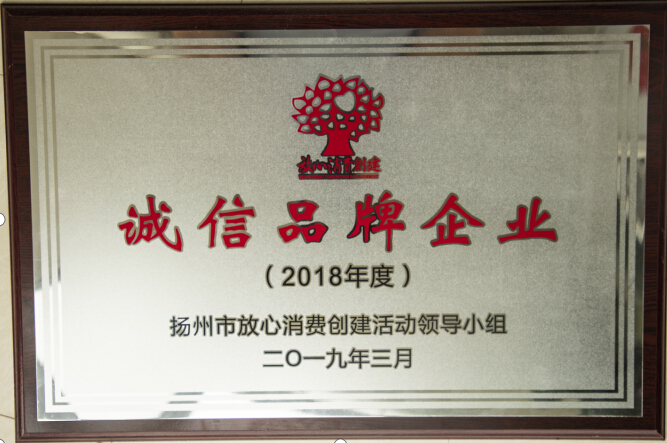 放心消费创建
诚信品牌企业
（2018年度）
扬州市放心消费创建活动领导小组
二O一九年三月